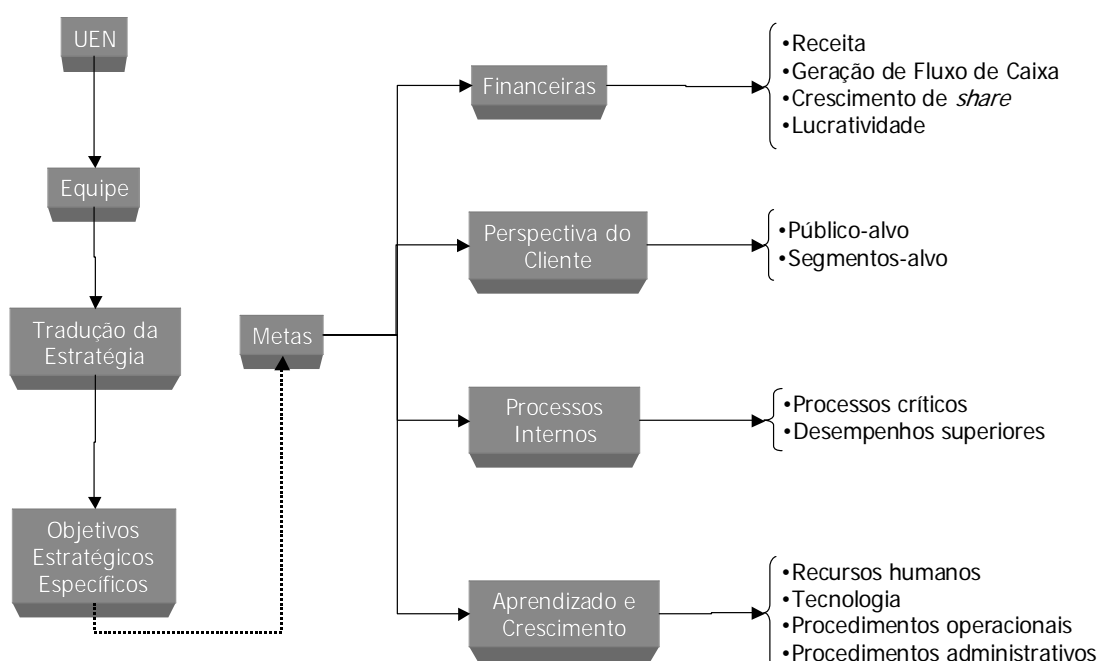 UEN
Equipe
Tradução da
Estratégia
Objetivos
Estratégicos
Específicos
Metas
Financeiras
•Receita
•Geração de Fluxo de Caixa
•Crescimento de share
•Lucratividade
Perspectiva do
Cliente
•Público-alvo
•Segmentos-alvo
Processos
Internos
•Processos críticos
•Desempenhos superiores
Aprendizado e
Crescimento
•Recursos humanos
•Tecnologia
•Procedimentos operacionais
•Procedimentos administrativos